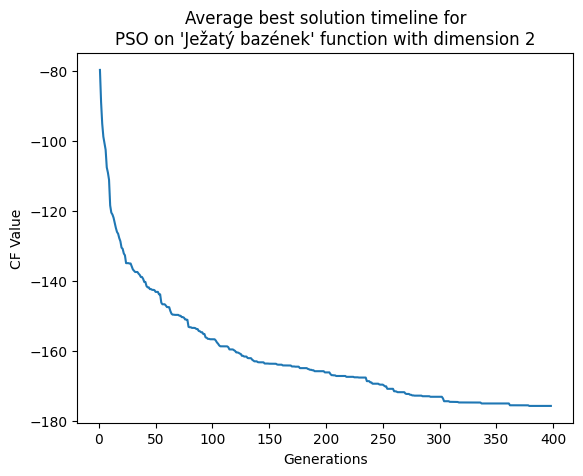 Average best solution timeline for
PSO on 'Ježatý bazének' function with dimension 2
CF Value
−80
−100
−120
−140
−160
−180
0 50 100 150 200 250 300 350 400
Generations